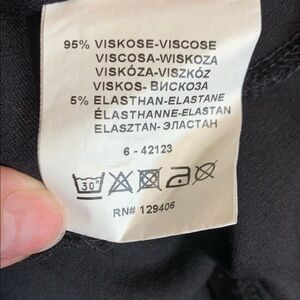 95% VISKOSE-VISCOSE
VISCOSA-WISKOZA
VISKÓZA-VISZKÓZ
VISKOS- ВИСКОЗА
5% ELASTHAN-ELASTANE
ÉLASTHANNE-ELASTAN
ELASZTAN- ЭЛАСТАН
6 - 42123
30°
RN# 129406